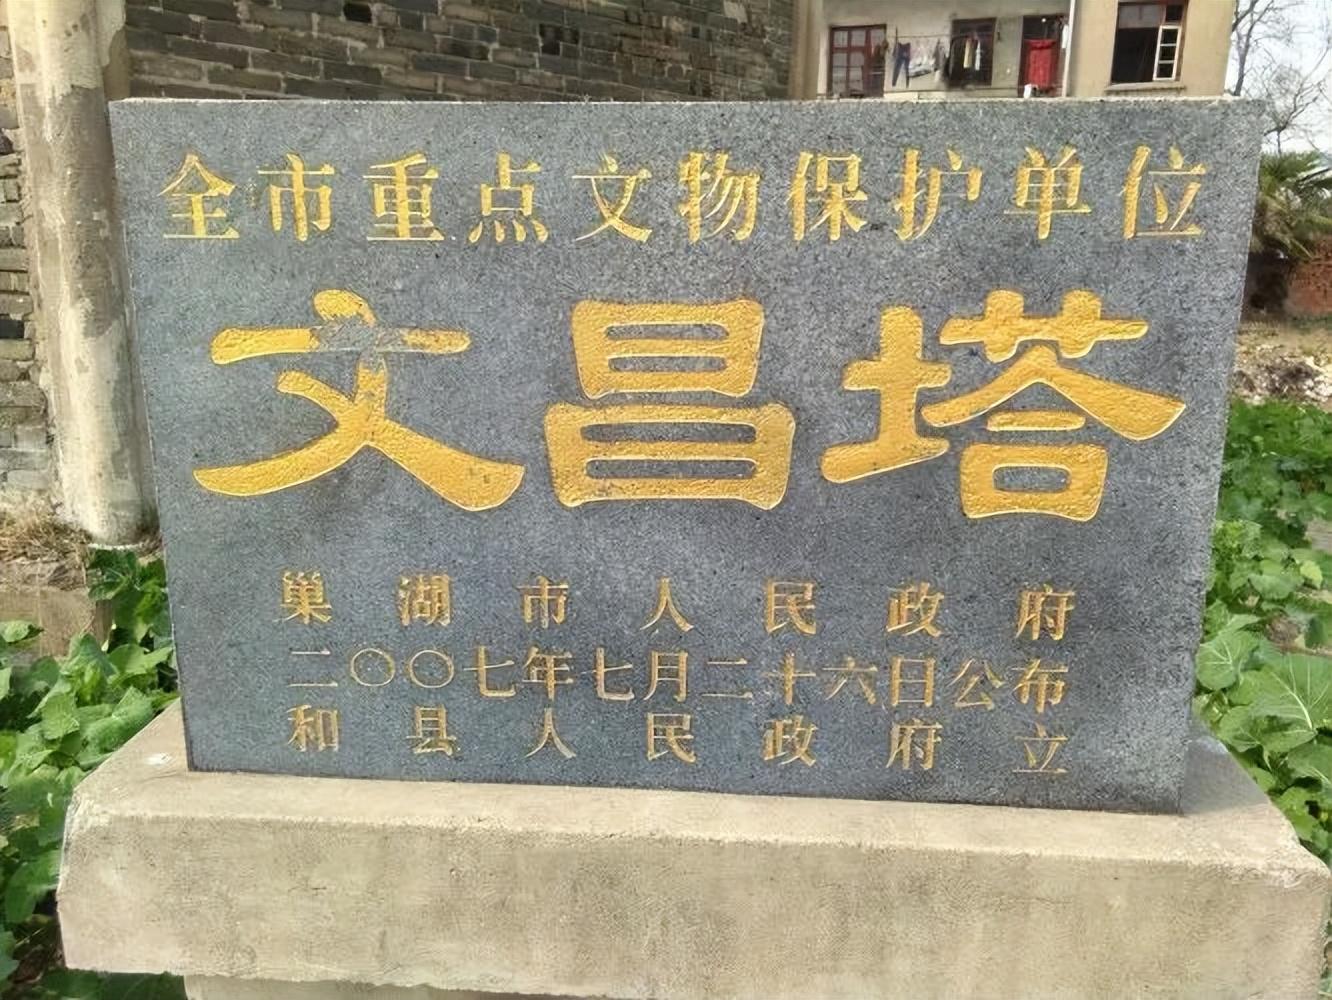 全市重点文物保护单位
文昌塔
巢湖市人民政府
二〇〇七年七月二十六日公布
和县人民政府立